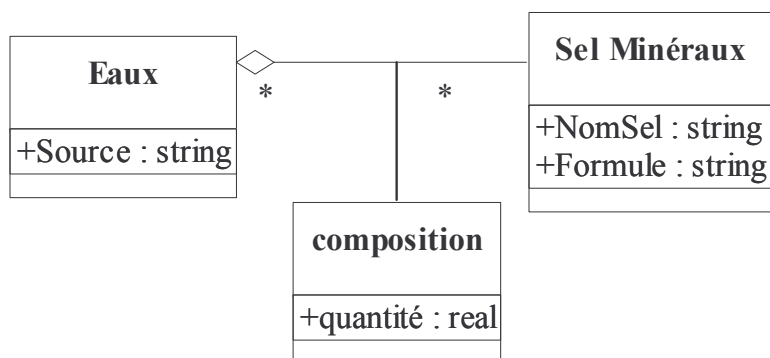 Eaux
+Source : string
*
*
Sel Minéraux
+NomSel : string
+Formule : string
composition
+quantité : real